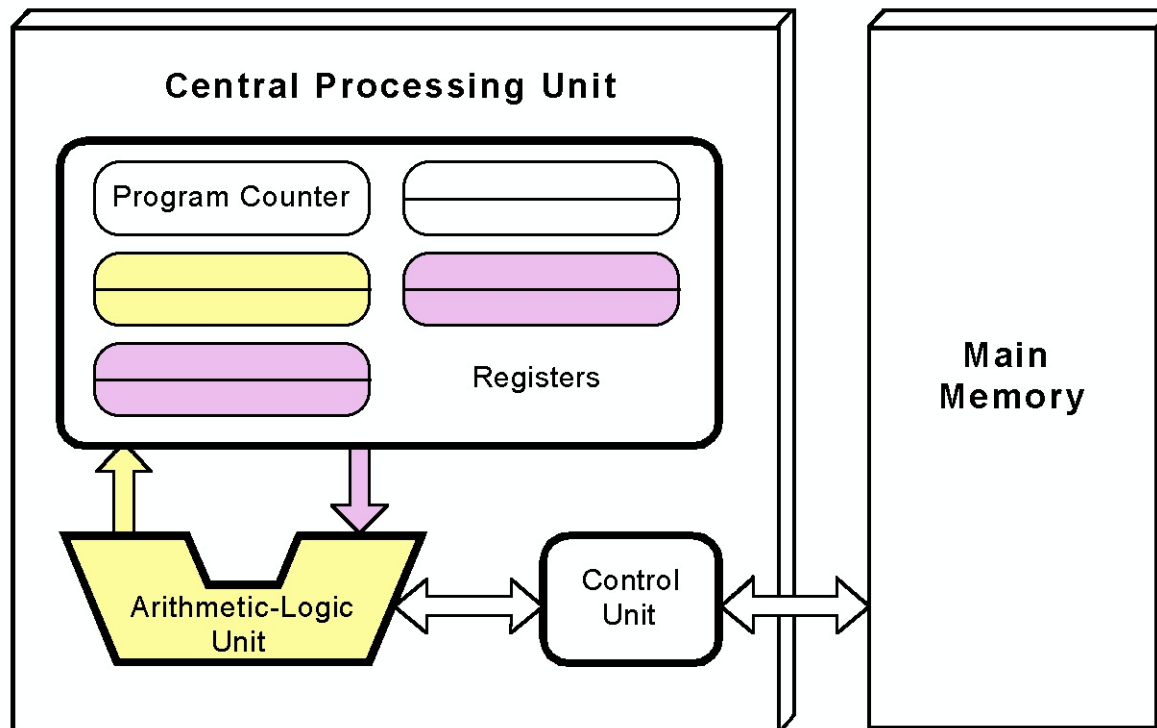 Central Processing Unit
Program Counter
Registers
Arithmetic-Logic
Unit
Control
Unit
Main
Memory